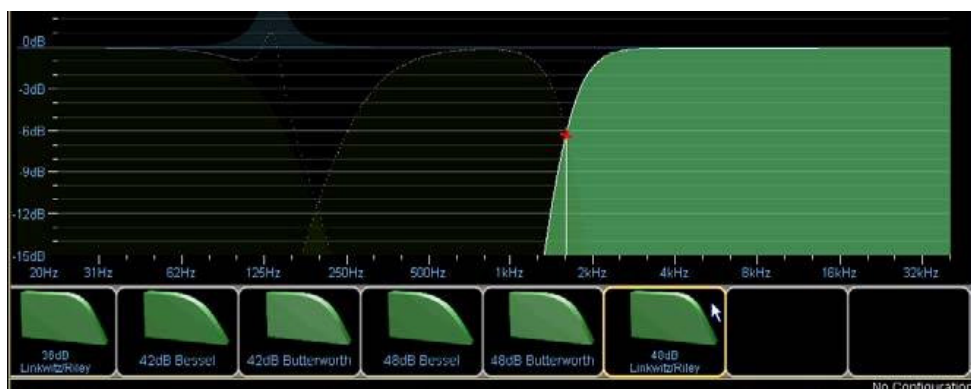 0dB
-3dB
-6dB
-9dB
-12dB
-15dB
20Hz 31Hz 62Hz 125Hz 250Hz 500Hz 1kHz 2kHz 4kHz 8kHz 16kHz 32kHz
36dB
Linkwitz/Riley
42dB Bessel
42dB Butterworth
48dB Bessel
48dB Butterworth
48dB
Linkwitz/Riley
No Configuration